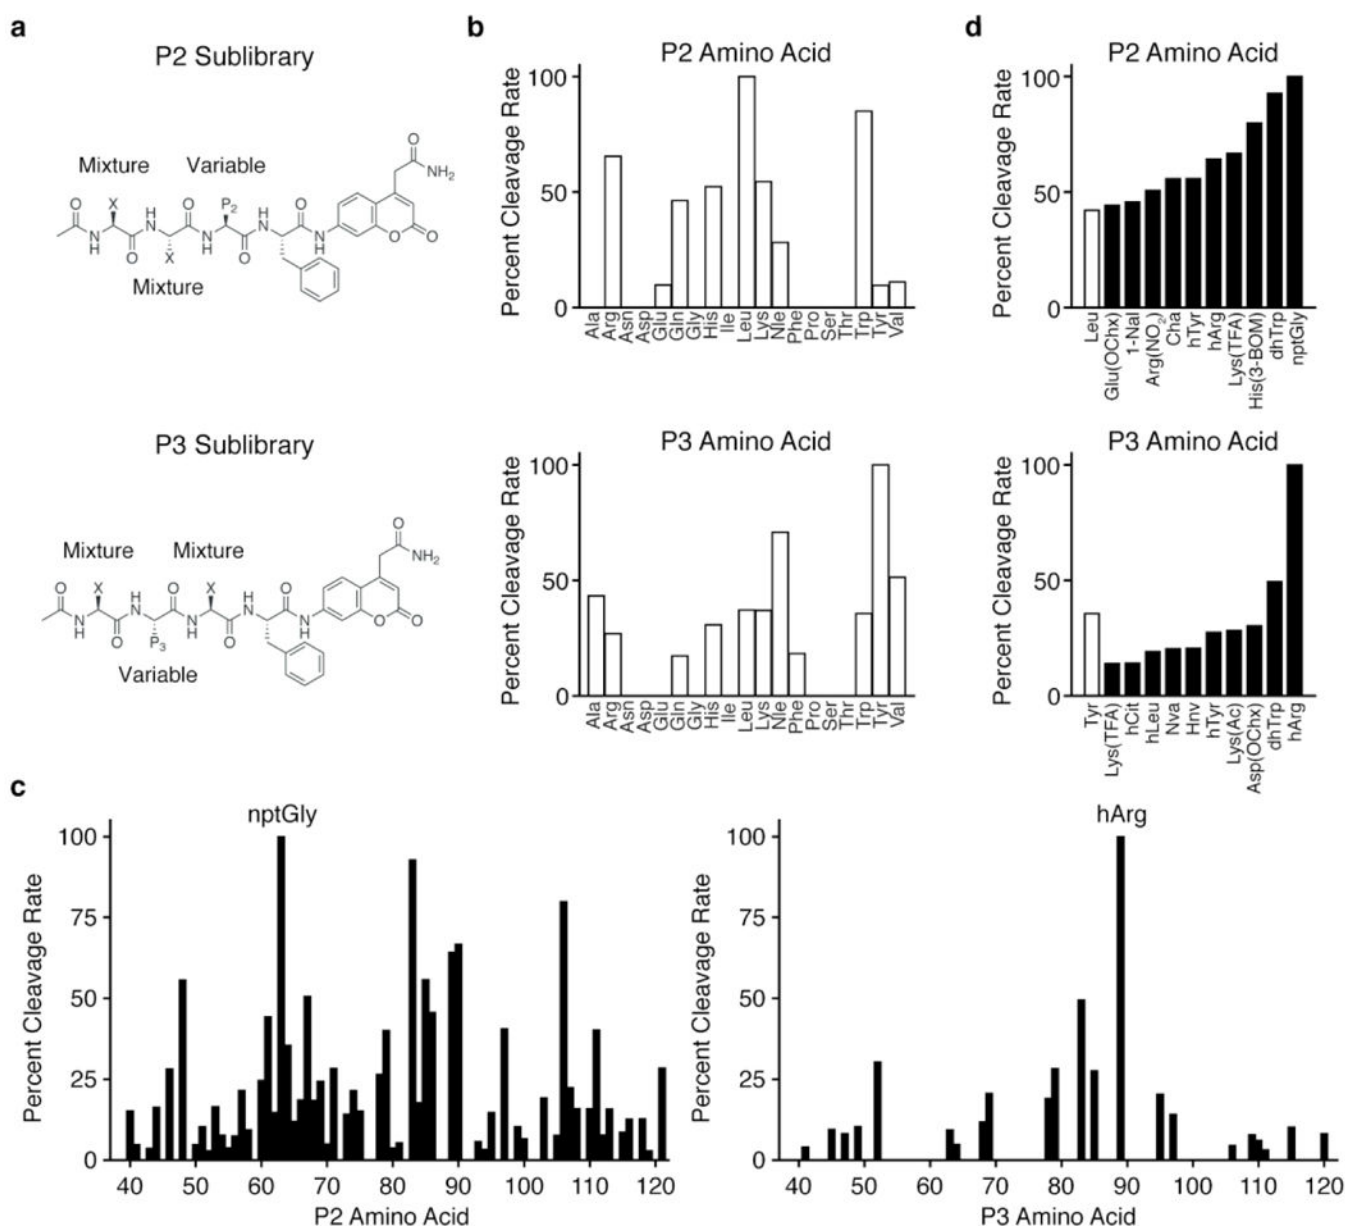 a
P2 Sublibrary
Mixture Variable
O X H O P2 H O O NH2
N H O X N H O N H O O
Mixture
P3 Sublibrary
Mixture Mixture
O X H O X H O O NH2
N H O P3 N H O N H O O
Variable
b
P2 Amino Acid
Percent Cleavage Rate
100
50
0
Ala Arg Asn Asp Glu Gln Gly His Ile Leu Lys Nle Phe Pro Ser Thr Trp Tyr Val
P3 Amino Acid
Percent Cleavage Rate
100
50
0
Ala Arg Asn Asp Glu Gln Gly His Ile Leu Lys Nle Phe Pro Ser Thr Trp Tyr Val
d
P2 Amino Acid
Percent Cleavage Rate
100
50
0
Leu Glu(OChx) 1-Nal Arg(NO2) Cha hTyr hArg Lys(TFA) His(3-BOM) dhTrp nptGly
P3 Amino Acid
Percent Cleavage Rate
100
50
0
Tyr Lys(TFA) hCit hLeu Nva Hnv hTyr Lys(Ac) Asp(OChx) dhTrp hArg
c
nptGly
Percent Cleavage Rate
100
75
50
25
0
40 50 60 70 80 90 100 110 120
P2 Amino Acid
hArg
Percent Cleavage Rate
100
75
50
25
0
40 50 60 70 80 90 100 110 120
P3 Amino Acid